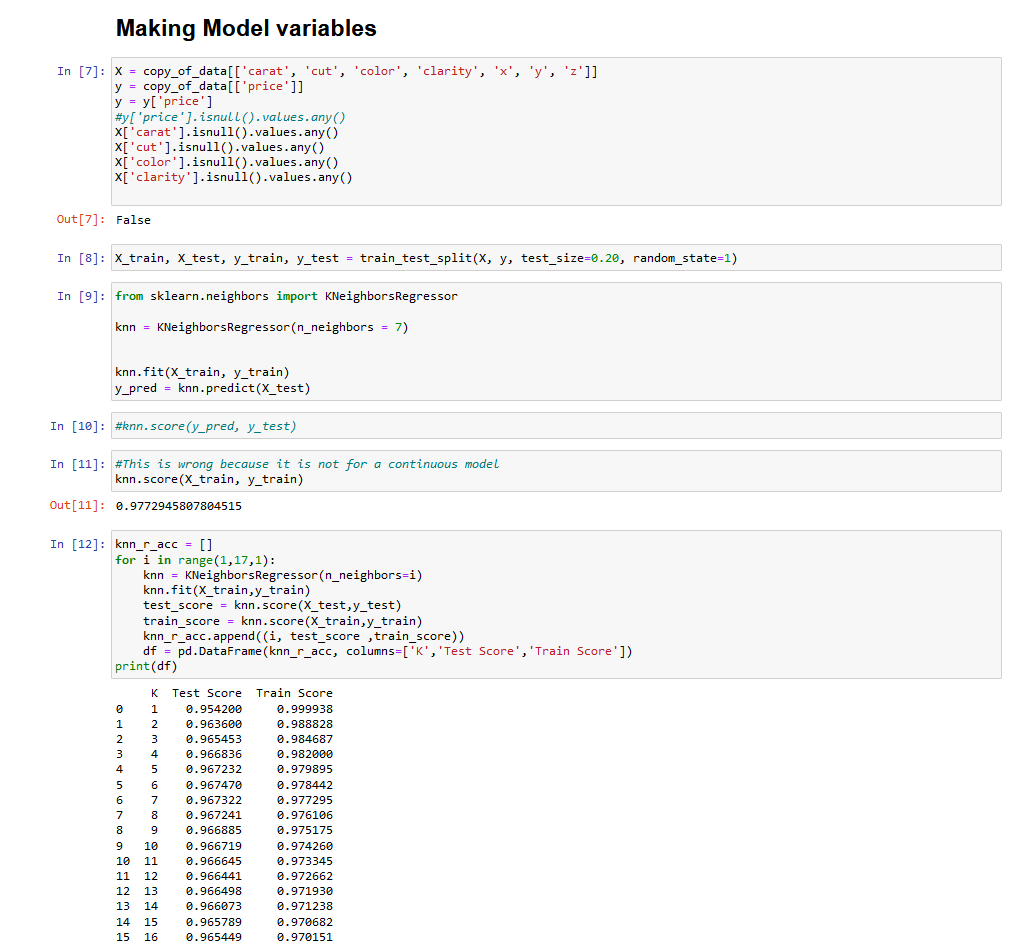 Making Model variables
In [7]: X = copy_of_data[['carat', 'cut', 'color', 'clarity', 'x', 'y', 'z']]
y = copy_of_data[['price']]
y = y['price']
#y['price'].isnull().values.any()
X['carat'].isnull().values.any()
X['cut'].isnull().values.any()
X['color'].isnull().values.any()
X['clarity'].isnull().values.any()
Out[7]: False
In [8]: X_train, X_test, y_train, y_test = train_test_split(X, y, test_size=0.20, random_state=1)
In [9]: from sklearn.neighbors import KNeighborsRegressor
knn = KNeighborsRegressor(n_neighbors = 7)
knn.fit(X_train, y_train)
y_pred = knn.predict(X_test)
In [10]: #knn.score(y_pred, y_test)
In [11]: #This is wrong because it is not for a continuous model
knn.score(X_train, y_train)
Out[11]: 0.9772945807804515
In [12]: knn_r_acc = []
for i in range(1,17,1):
    knn = KNeighborsRegressor(n_neighbors=i)
    knn.fit(X_train,y_train)
    test_score = knn.score(X_test,y_test)
    train_score = knn.score(X_train,y_train)
    knn_r_acc.append((i, test_score ,train_score))
    df = pd.DataFrame(knn_r_acc, columns=['K','Test Score','Train Score'])
print(df)
K  Test Score  Train Score
0 1 0.954200 0.999938
1 2 0.963600 0.988828
2 3 0.965453 0.984687
3 4 0.966836 0.982000
4 5 0.967232 0.979895
5 6 0.967470 0.978442
6 7 0.967322 0.977295
7 8 0.967241 0.976106
8 9 0.966885 0.975175
9 10 0.966719 0.974260
10 11 0.966645 0.973345
11 12 0.966441 0.972662
12 13 0.966498 0.971930
13 14 0.966073 0.971238
14 15 0.965789 0.970682
15 16 0.965449 0.970151